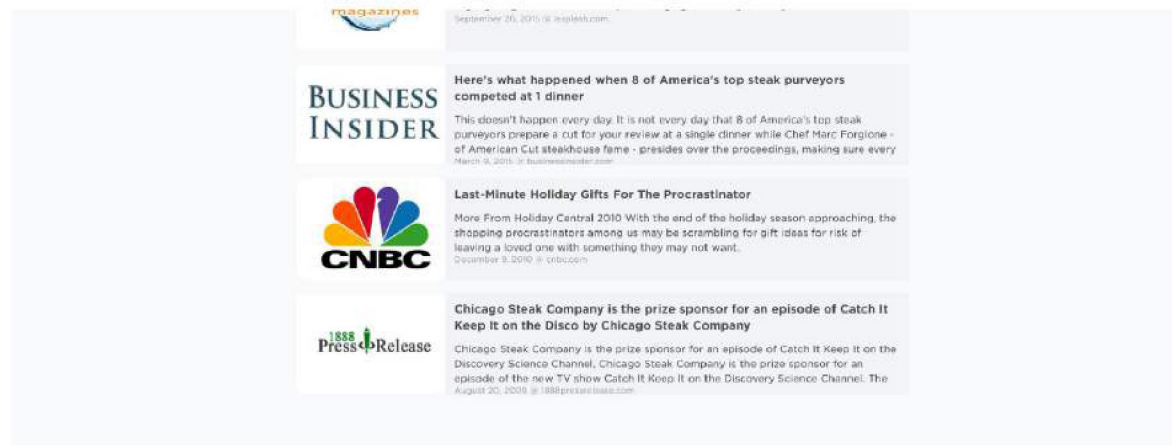 magazines
September 20, 2015 @
BUSINESS
INSIDER
Here's what happened when 8 of America's top steak purveyors
competed at 1 dinner
This doesn't happen every day. It is not every day that 8 of America's top steak
purveyors prepare a cut for your review at a single dinner while Chef Marc Forgione -
of American Cut steakhouse fame - presides over the proceedings, making sure every
March 9, 2015 @ businessinsider.com
CNBC
Last-Minute Holiday Gifts For The Procrastinator
More From Holiday Central 2010 With the end of the holiday season approaching, the
shopping procrastinators among us may be scrambling for gift ideas for risk of
leaving a loved one with something they may not want.
December 9, 2010 @ cnbc.com
1888
Press Release
Chicago Steak Company is the prize sponsor for an episode of Catch It
Keep It on the Disco by Chicago Steak Company
Chicago Steak Company is the prize sponsor for an episode of Catch It Keep It on the
Discovery Science Channel, Chicago Steak Company is the prize sponsor for an
episode of the new TV show Catch It Keep It on the Discovery Science Channel. The
August 20, 2009 @ 1888pressrelease.com